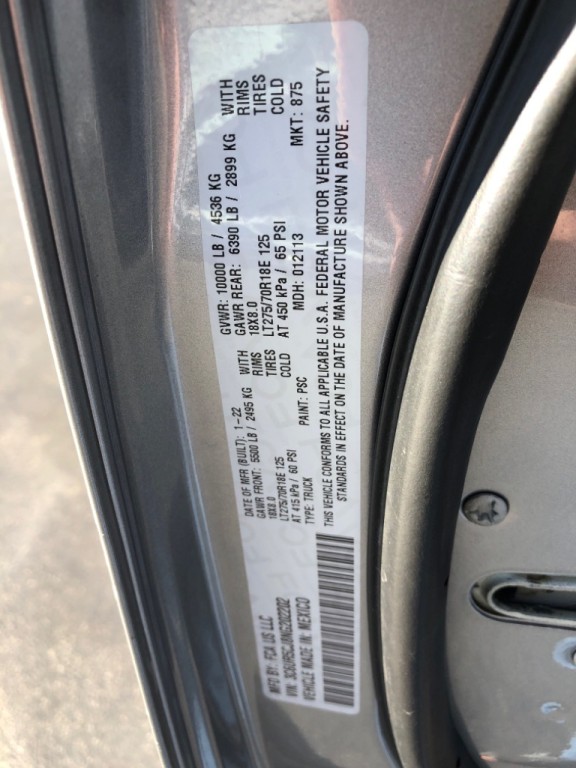 MFD BY: FCA US LLC
DATE OF MFR (BUILT): 1-22
GVWR: 10000 LB / 4536 KG
GAWR FRONT: 5500 LB / 2495 KG WITH
GAWR REAR: 6390 LB / 2899 KG WITH
18X8.0 RIMS
18X8.0 RIMS
LT275/70R18E 125 TIRES
LT275/70R18E 125 TIRES
AT 415 kPa / 60 PSI COLD
AT 450 kPa / 65 PSI COLD
VIN: 3C6UR5CJ8NG202202
TYPE: TRUCK
PAINT: PSC
MDH: 012113
MKT: 875
VEHICLE MADE IN: MEXICO
THIS VEHICLE CONFORMS TO ALL APPLICABLE U.S.A. FEDERAL MOTOR VEHICLE SAFETY
STANDARDS IN EFFECT ON THE DATE OF MANUFACTURE SHOWN ABOVE.